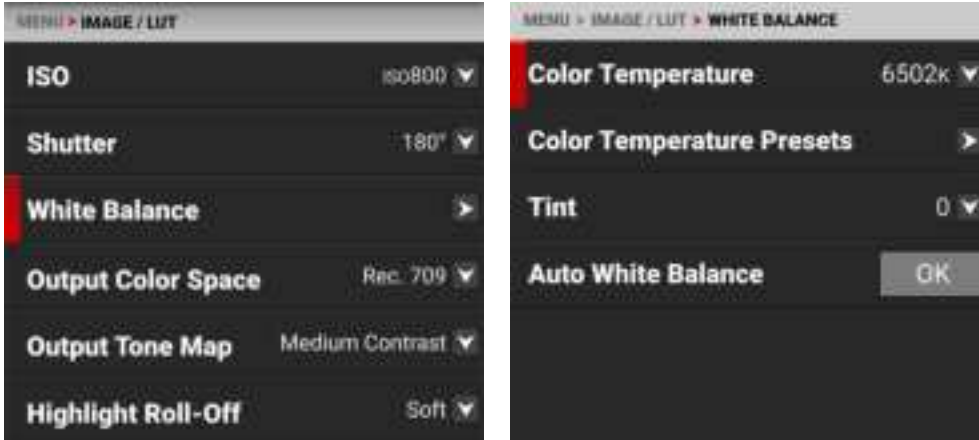 MENU > IMAGE / LUT
ISO iso800
Shutter 180°
White Balance
Output Color Space Rec. 709
Output Tone Map Medium Contrast
Highlight Roll-Off Soft
MENU > IMAGE / LUT > WHITE BALANCE
Color Temperature 6502K
Color Temperature Presets
Tint 0
Auto White Balance OK